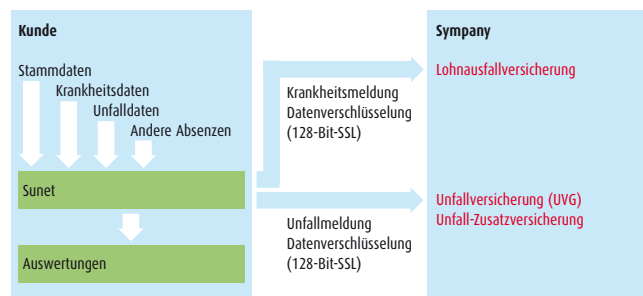 Kunde
Stammdaten
Krankheitsdaten
Unfalldaten
Andere Absenzen
Sunet
Auswertungen
Krankheitsmeldung
Datenverschlüsselung
(128-Bit-SSL)
Unfallmeldung
Datenverschlüsselung
(128-Bit-SSL)
Sympany
Lohnausfallversicherung
Unfallversicherung (UVG)
Unfall-Zusatzversicherung